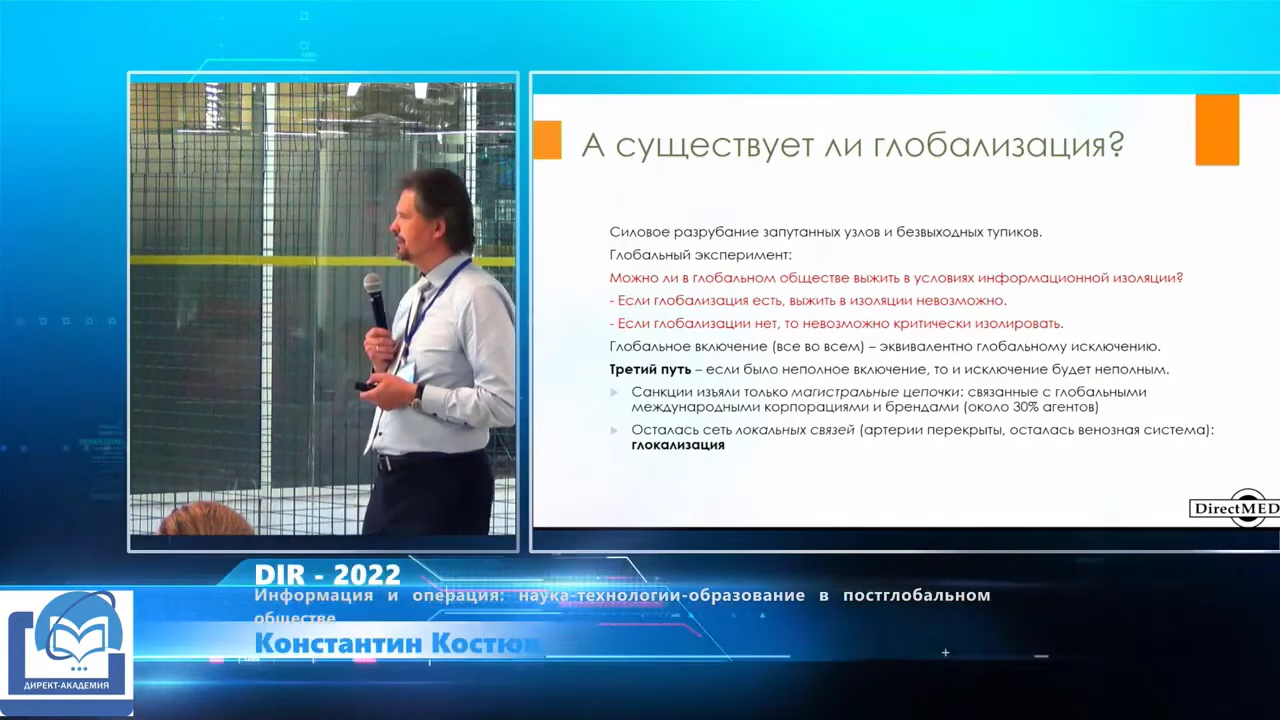 А существует ли глобализация?
Силовое разрубание запутанных узлов и безвыходных тупиков.
Глобальный эксперимент:
Можно ли в глобальном обществе выжить в условиях информационной изоляции?
- Если глобализация есть, выжить в изоляции невозможно.
- Если глобализации нет, то невозможно критически изолировать.
Глобальное включение (все во всем) – эквивалентно глобальному исключению.
Третий путь – если было неполное включение, то и исключение будет неполным.
Санкции изъяли только магистральные цепочки: связанные с глобальными
международными корпорациями и брендами (около 30% агентов)
Осталась сеть локальных связей (артерии перекрыты, осталась венозная система):
глокализация
DirectMED
DIR - 2022
Информация и операция: наука-технологии-образование в постглобальном
обществе
Константин
ДИРЕКТ-АКАДЕМИЯ